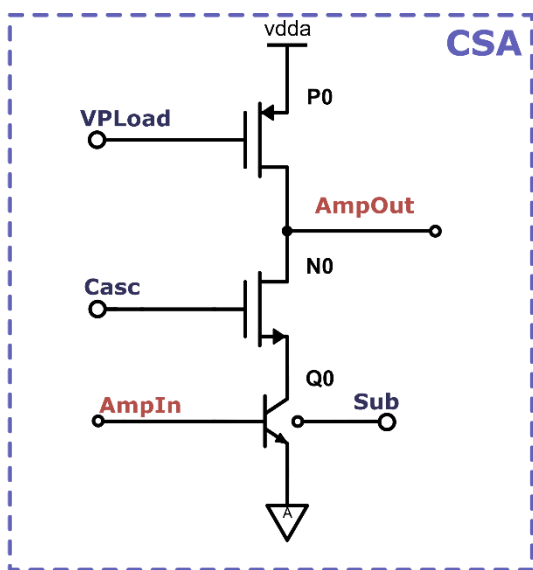 vdda
CSA
P0
VPLoad
AmpOut
N0
Casc
Q0
AmpIn
Sub
A